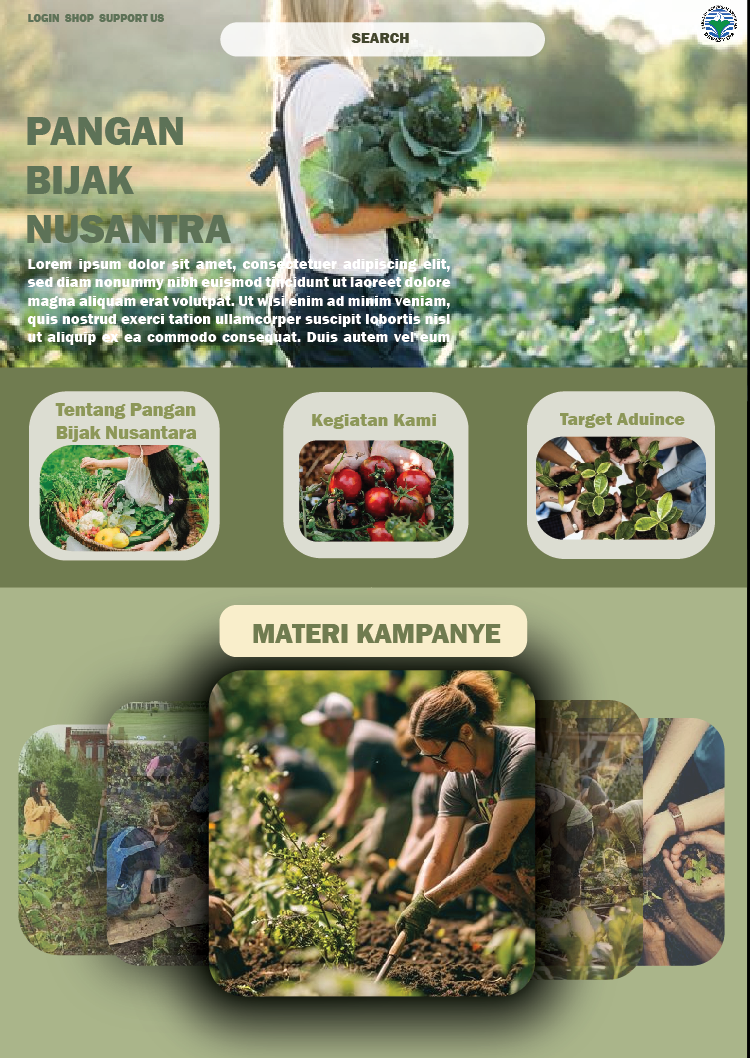 LOGIN SHOP SUPPORT US
SEARCH
PANGAN
BIJAK
NUSANTRA
Lorem ipsum dolor sit amet, consectetuer adipiscing elit,
sed diam nonummy nibh euismod tincidunt ut laoreet dolore
magna aliquam erat volutpat. Ut wisi enim ad minim veniam,
quis nostrud exerci tation ullamcorper suscipit lobortis nisl
ut aliquip ex ea commodo consequat. Duis autem vel eum
Tentang Pangan
Bijak Nusantara
Kegiatan Kami
Target Aduince
MATERI KAMPANYE